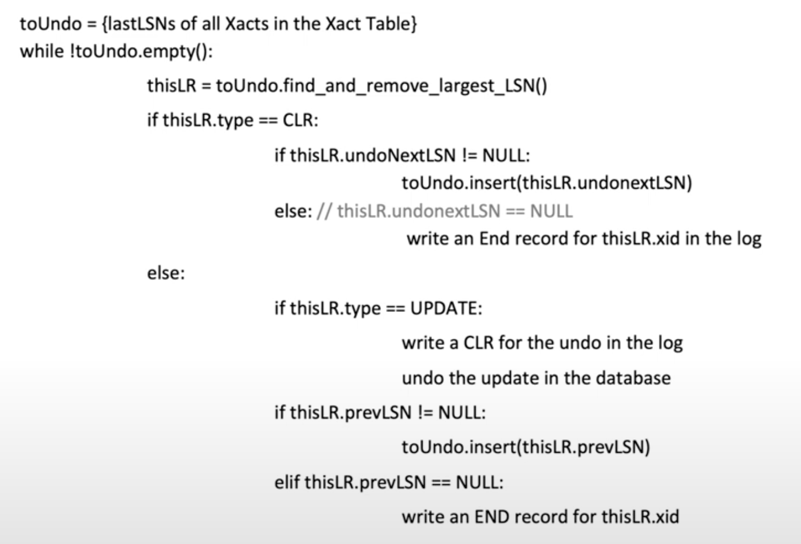 toUndo = {lastLSNs of all Xacts in the Xact Table}
while !toUndo.empty():
thisLR = toUndo.find_and_remove_largest_LSN()
if thisLR.type == CLR:
if thisLR.undoNextLSN != NULL:
toUndo.insert(thisLR.undonextLSN)
else: // thisLR.undonextLSN == NULL
write an End record for thisLR.xid in the log
else:
if thisLR.type == UPDATE:
write a CLR for the undo in the log
undo the update in the database
if thisLR.prevLSN != NULL:
toUndo.insert(thisLR.prevLSN)
elif thisLR.prevLSN == NULL:
write an END record for thisLR.xid